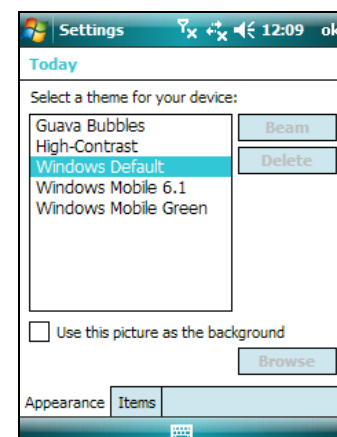 Settings 12:09 ok
Today
Select a theme for your device:
Guava Bubbles
High-Contrast
Windows Default
Windows Mobile 6.1
Windows Mobile Green
Beam
Delete
Use this picture as the background
Browse
Appearance Items